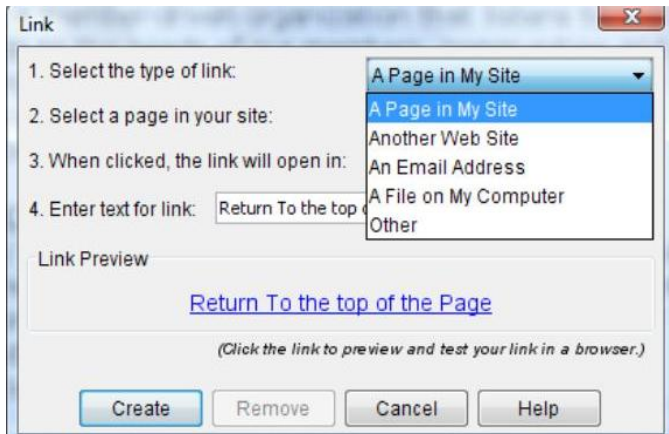 Link
1. Select the type of link:
A Page in My Site
A Page in My Site
2. Select a page in your site:
Another Web Site
An Email Address
3. When clicked, the link will open in:
A File on My Computer
4. Enter text for link:
Return To the top
Other
Link Preview
Return To the top of the Page
(Click the link to preview and test your link in a browser.)
Create
Remove
Cancel
Help